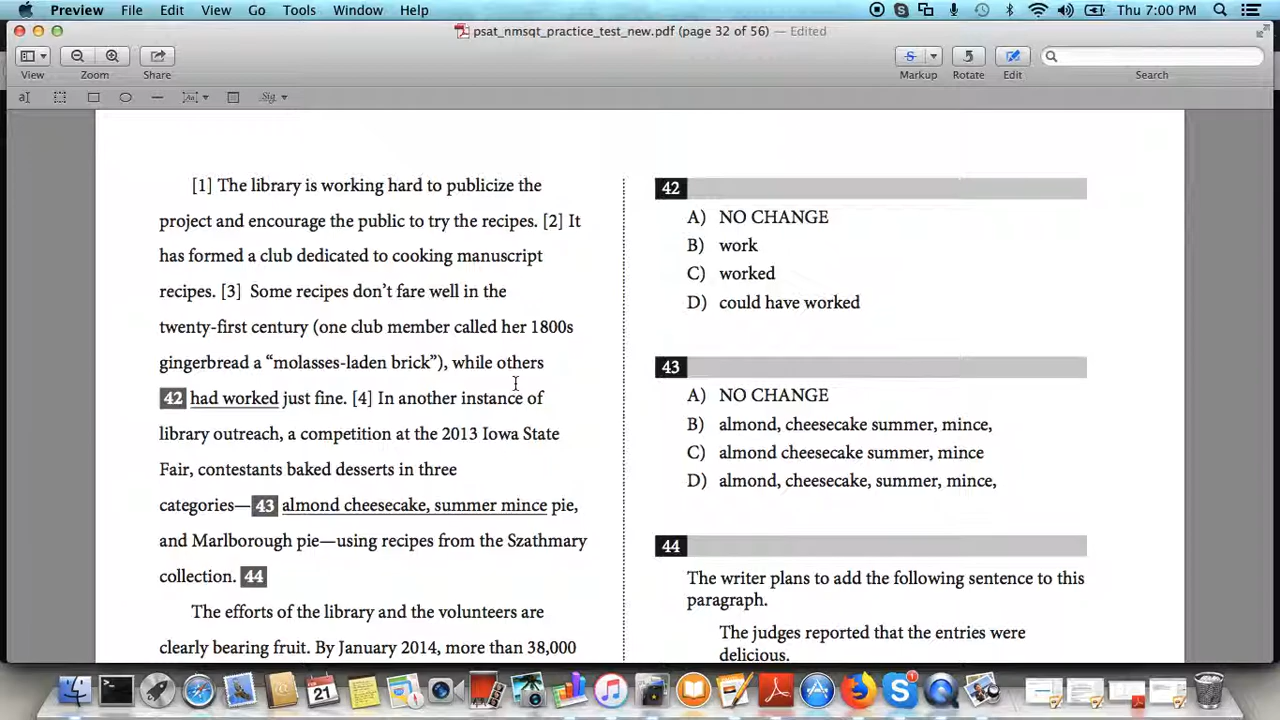 Preview File Edit View Go Tools Window Help Thu 7:00 PM
psat_nmsqt_practice_test_new.pdf (page 32 of 56) — Edited
View Zoom Share Markup Rotate Edit Search
[1] The library is working hard to publicize the
project and encourage the public to try the recipes. [2] It
has formed a club dedicated to cooking manuscript
recipes. [3] Some recipes don’t fare well in the
twenty-first century (one club member called her 1800s
gingerbread a “molasses-laden brick”), while others
42 had worked just fine. [4] In another instance of
library outreach, a competition at the 2013 Iowa State
Fair, contestants baked desserts in three
categories—43 almond cheesecake, summer mince pie,
and Marlborough pie—using recipes from the Szathmary
collection. 44
The efforts of the library and the volunteers are
clearly bearing fruit. By January 2014, more than 38,000
42
A) NO CHANGE
B) work
C) worked
D) could have worked
43
A) NO CHANGE
B) almond, cheesecake summer, mince,
C) almond cheesecake summer, mince
D) almond, cheesecake, summer, mince,
44
The writer plans to add the following sentence to this
paragraph.
The judges reported that the entries were
delicious.